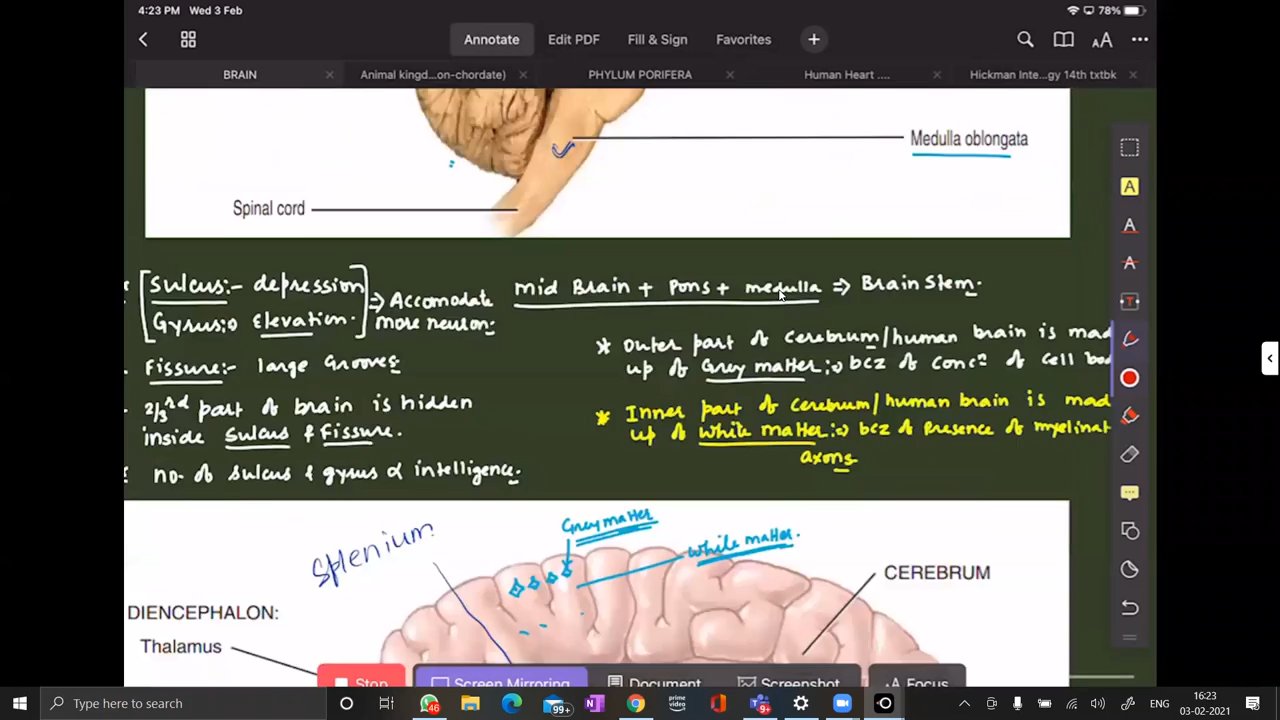 4:23 PM Wed 3 Feb
78%
Annotate
Edit PDF
Fill & Sign
Favorites
BRAIN
Animal kingd...on-chordate)
PHYLUM PORIFERA
Human Heart ....
Hickman Inte...gy 14th txtbk
Medulla oblongata
Spinal cord
Sulcus:- depression
Gyrus:⇒ Elevation.
⇒ Accomodate
more neuron.
Fissure:- large Grooves
2/3rd part of brain is hidden
inside Sulcus & Fissure.
no. of sulcus & gyrus α intelligence.
mid Brain + Pons + medulla ⇒ Brain Stem.
* Outer part of cerebrum/human brain is mad
up of Grey matter :⇒ bcz of Concn of Cell bod
* Inner part of cerebrum/human brain is mad
up of white matter :⇒ bcz of Presence of myelinat
axons
Grey matter
white matter.
Splenium
CEREBRUM
DIENCEPHALON:
Thalamus
Stop
Screen Mirroring
Document
Screenshot
Focus
Type here to search
46
99+
9+
ENG
16:23
03-02-2021